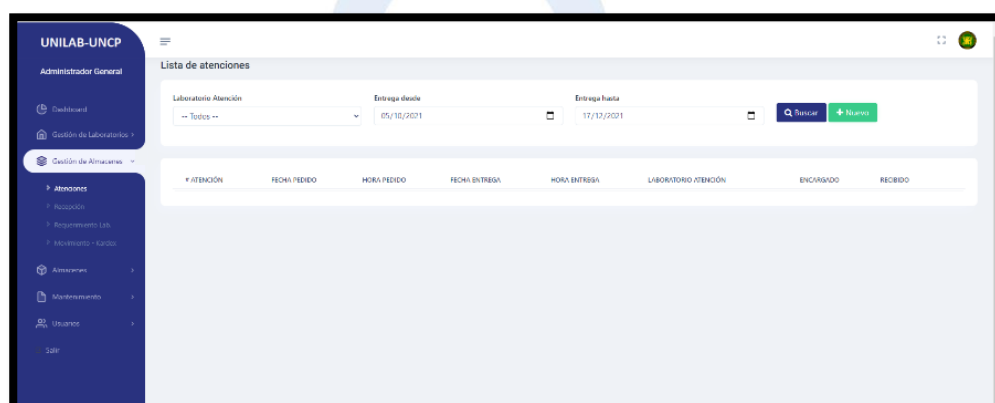 UNILAB-UNCP
Administrador General
Dashboard
Gestión de Laboratorios
Gestión de Almacenes
Atenciones
Recepción
Requerimiento Lab.
Movimiento - Kardex
Almacenes
Mantenimiento
Usuarios
Salir
Lista de atenciones
Laboratorio Atención Entrega desde Entrega hasta
-- Todos -- 05/10/2021 17/12/2021 Buscar + Nuevo
# ATENCIÓN FECHA PEDIDO HORA PEDIDO FECHA ENTREGA HORA ENTREGA LABORATORIO ATENCIÓN ENCARGADO RECIBIDO